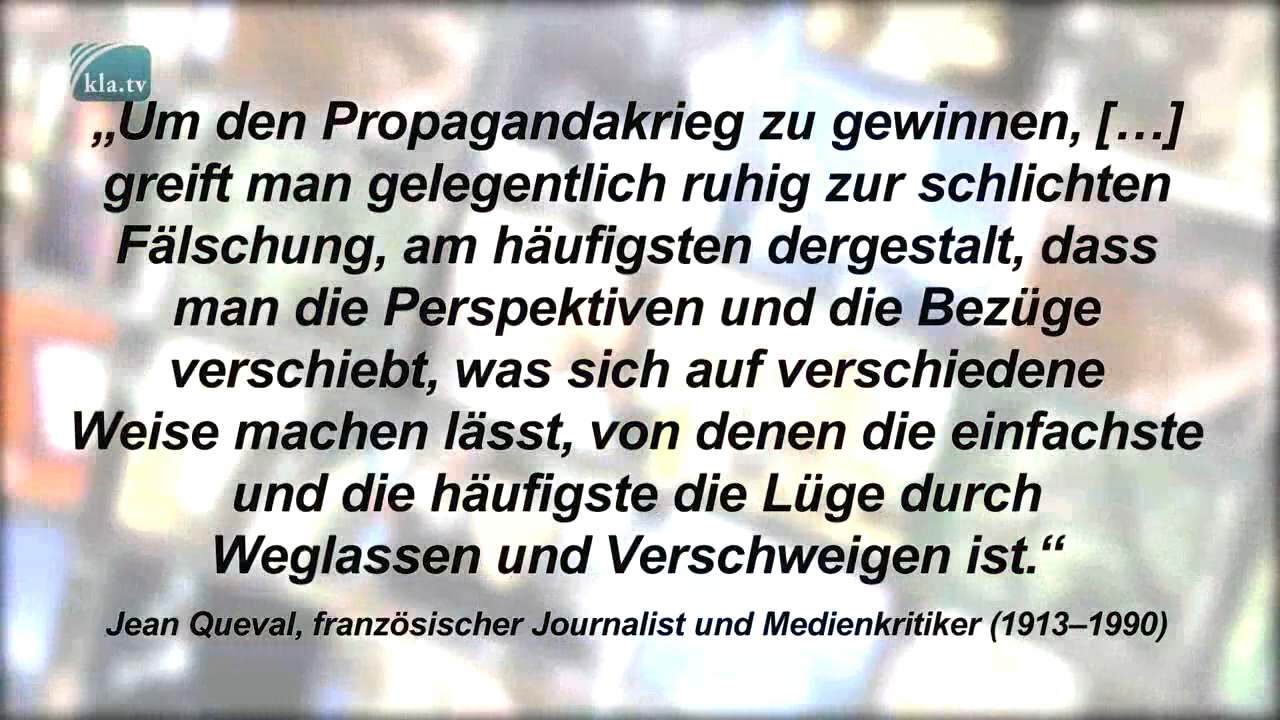 kla.tv
„Um den Propagandakrieg zu gewinnen, […]
greift man gelegentlich ruhig zur schlichten
Fälschung, am häufigsten dergestalt, dass
man die Perspektiven und die Bezüge
verschiebt, was sich auf verschiedene
Weise machen lässt, von denen die einfachste
und die häufigste die Lüge durch
Weglassen und Verschweigen ist.“
Jean Queval, französischer Journalist und Medienkritiker (1913–1990)